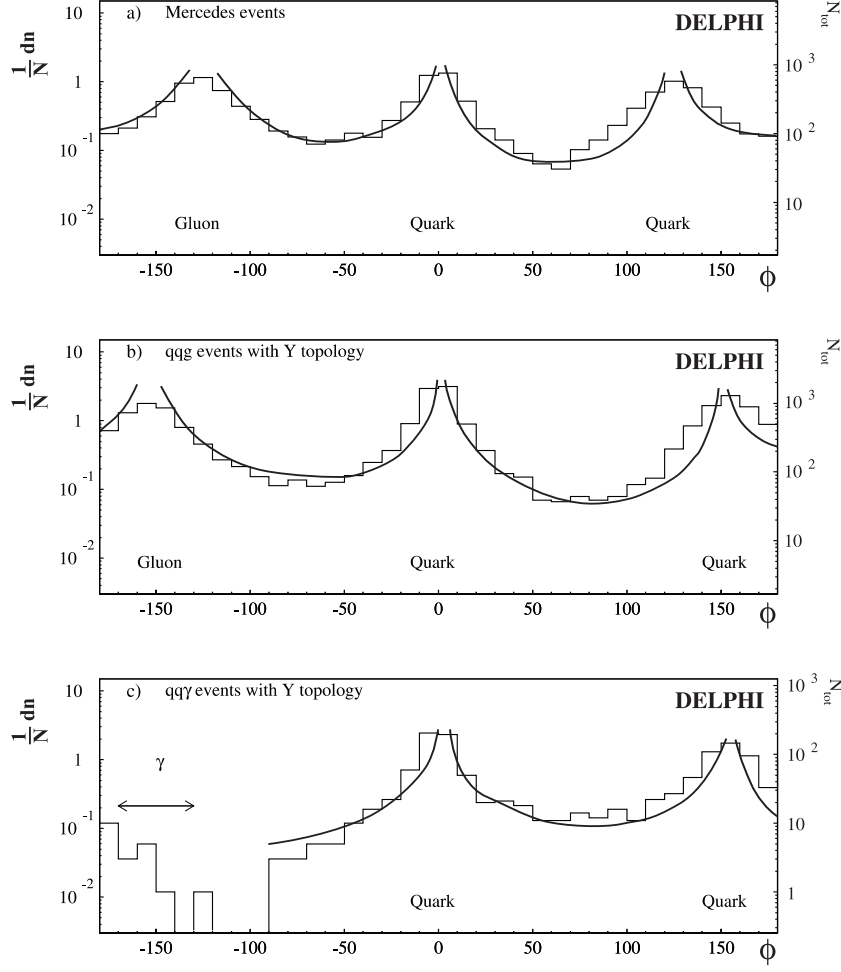 a) Mercedes events
DELPHI
1/N dn
N_tot
10
1
10^-1
10^-2
10^3
10^2
10
Gluon Quark Quark
-150 -100 -50 0 50 100 150 ϕ
b) qqg events with Y topology
DELPHI
1/N dn
N_tot
10
1
10^-1
10^-2
10^3
10^2
10
Gluon Quark Quark
-150 -100 -50 0 50 100 150 ϕ
c) qqγ events with Y topology
DELPHI
1/N dn
N_tot
10
1
10^-1
10^-2
10^3
10^2
10
1
γ
Quark Quark
-150 -100 -50 0 50 100 150 ϕ